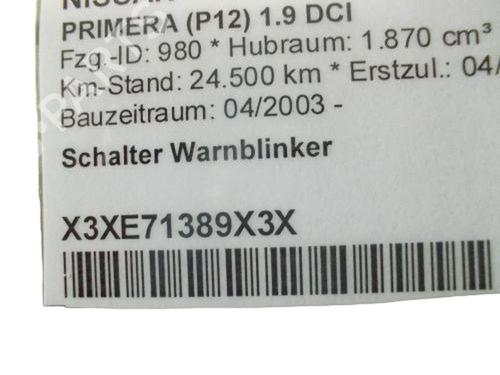 NISSAN
PRIMERA (P12) 1.9 DCI
Fzg.-ID: 980 * Hubraum: 1.870 cm³
Km-Stand: 24.500 km * Erstzul.: 04/
Bauzeitraum: 04/2003 -
Schalter Warnblinker
X3XE71389X3X